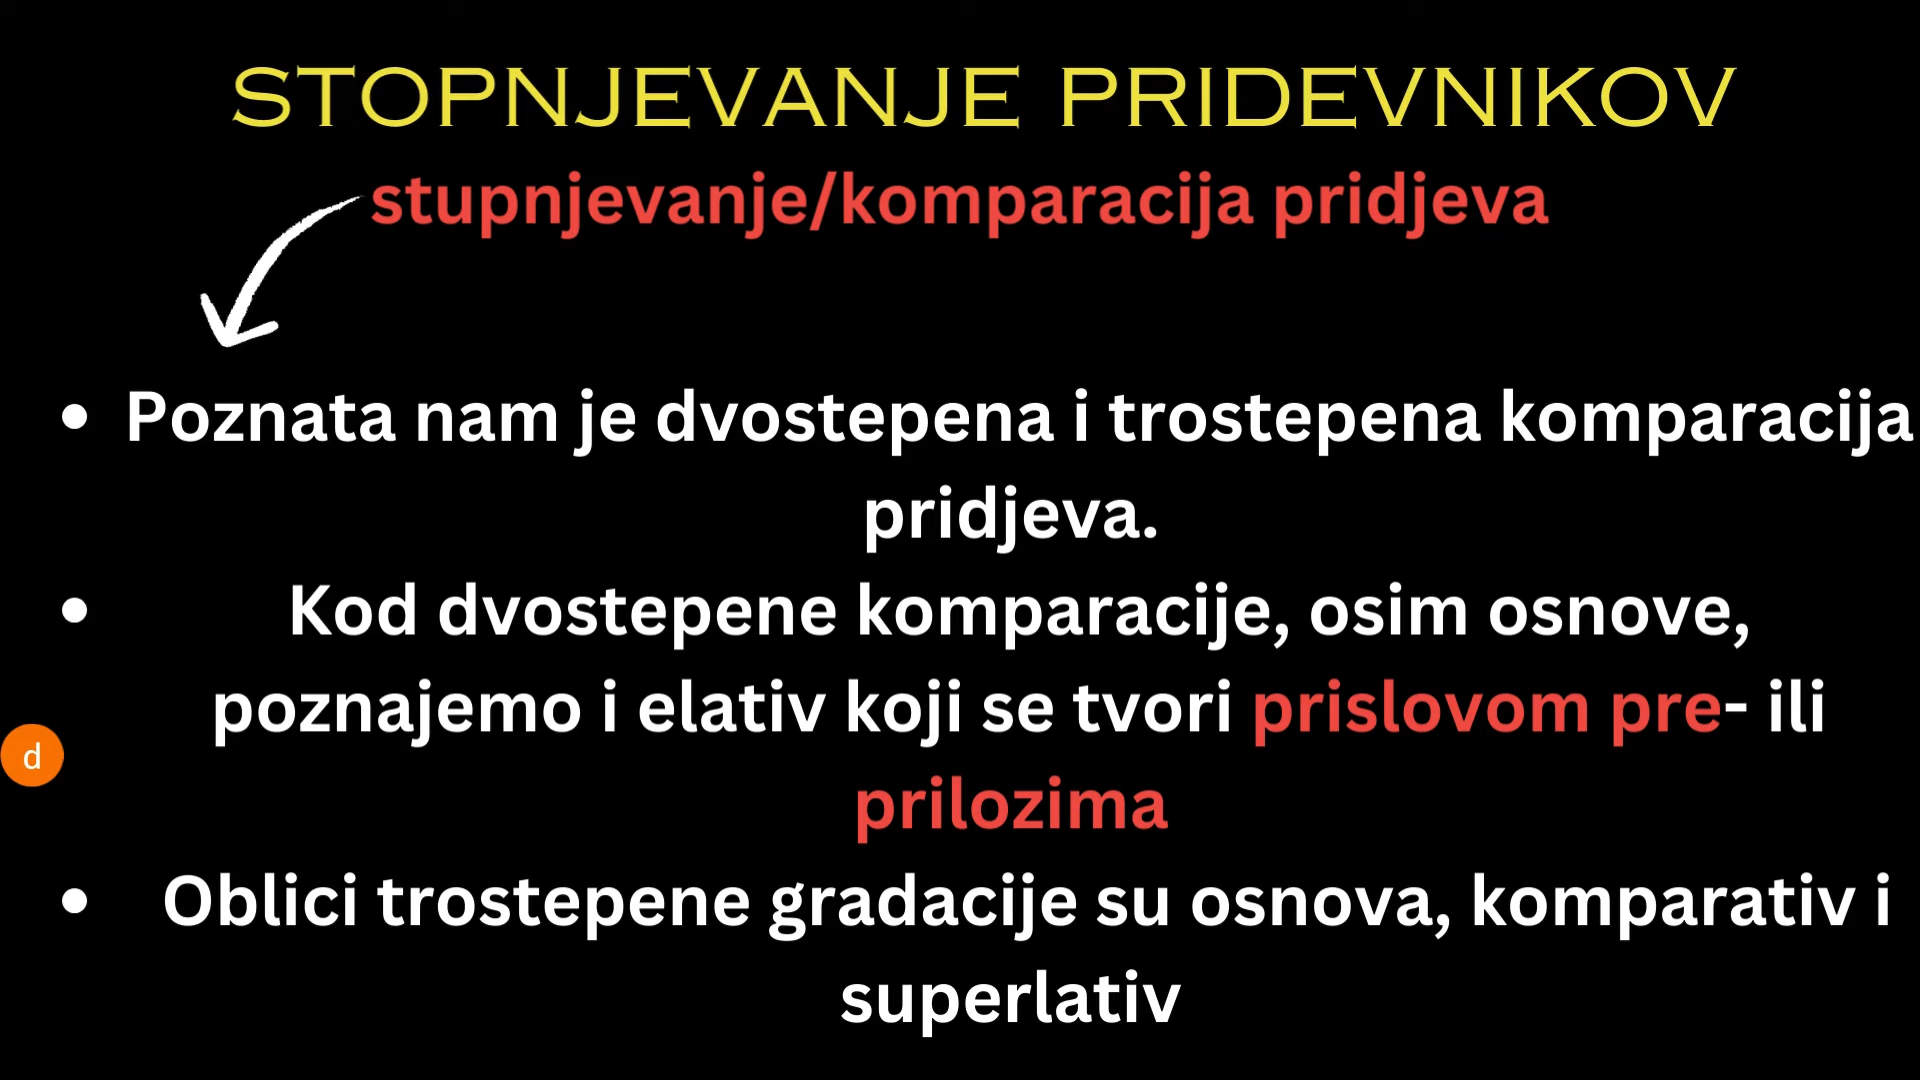 STOPNJEVANJE PRIDEVNIKOV
stupnjevanje/komparacija pridjeva
• Poznata nam je dvostepena i trostepena komparacija
pridjeva.
• Kod dvostepene komparacije, osim osnove,
poznajemo i elativ koji se tvori prislovom pre- ili
d
prilozima
• Oblici trostepene gradacije su osnova, komparativ i
superlativ